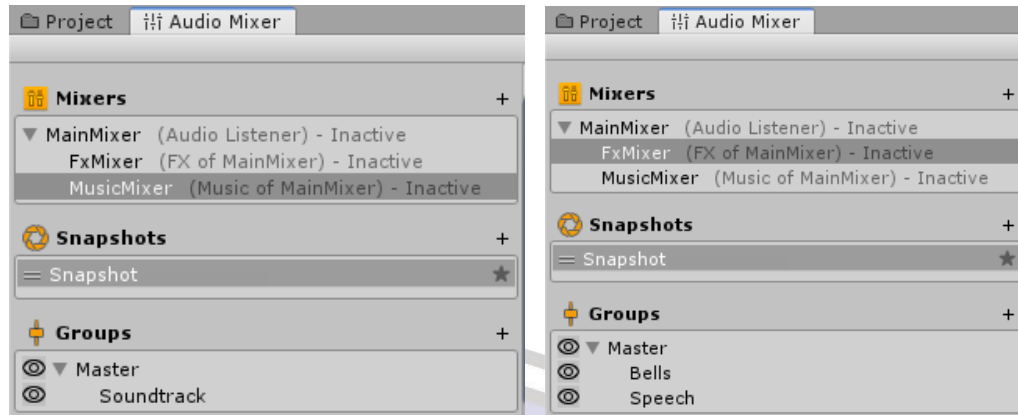 Project Audio Mixer
Mixers +
MainMixer (Audio Listener) - Inactive
FxMixer (FX of MainMixer) - Inactive
MusicMixer (Music of MainMixer) - Inactive
Snapshots +
Snapshot
Groups +
Master
Soundtrack
Project Audio Mixer
Mixers +
MainMixer (Audio Listener) - Inactive
FxMixer (FX of MainMixer) - Inactive
MusicMixer (Music of MainMixer) - Inactive
Snapshots +
Snapshot
Groups +
Master
Bells
Speech